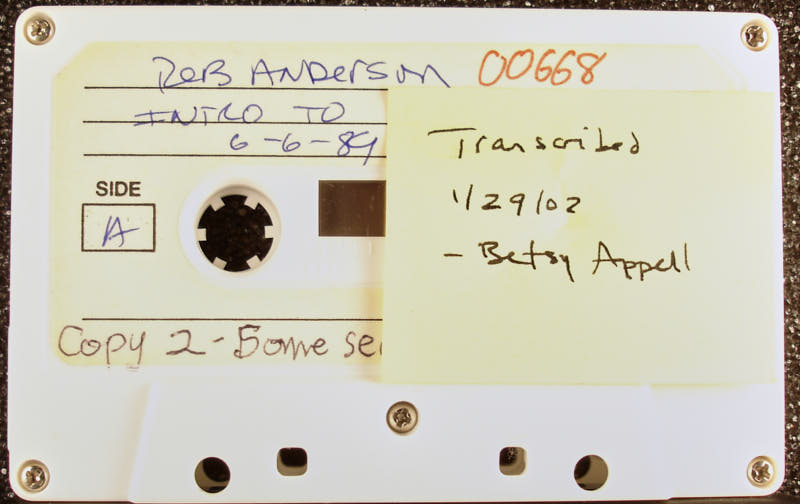 Reb Anderson 00668
INTRO TO
6-6-89
SIDE
A
Copy 2 - Some
Transcribed
1/29/02
- Betsy Appell